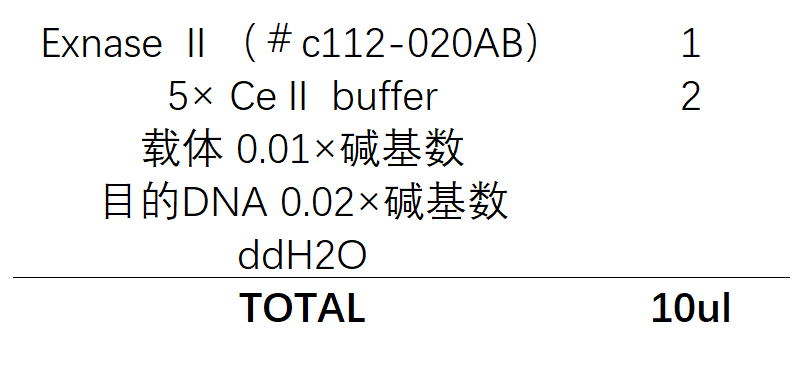 Exnase II （＃c112-020AB） 1
5× Ce II buffer 2
载体 0.01×碱基数
目的DNA 0.02×碱基数
ddH2O
TOTAL 10ul